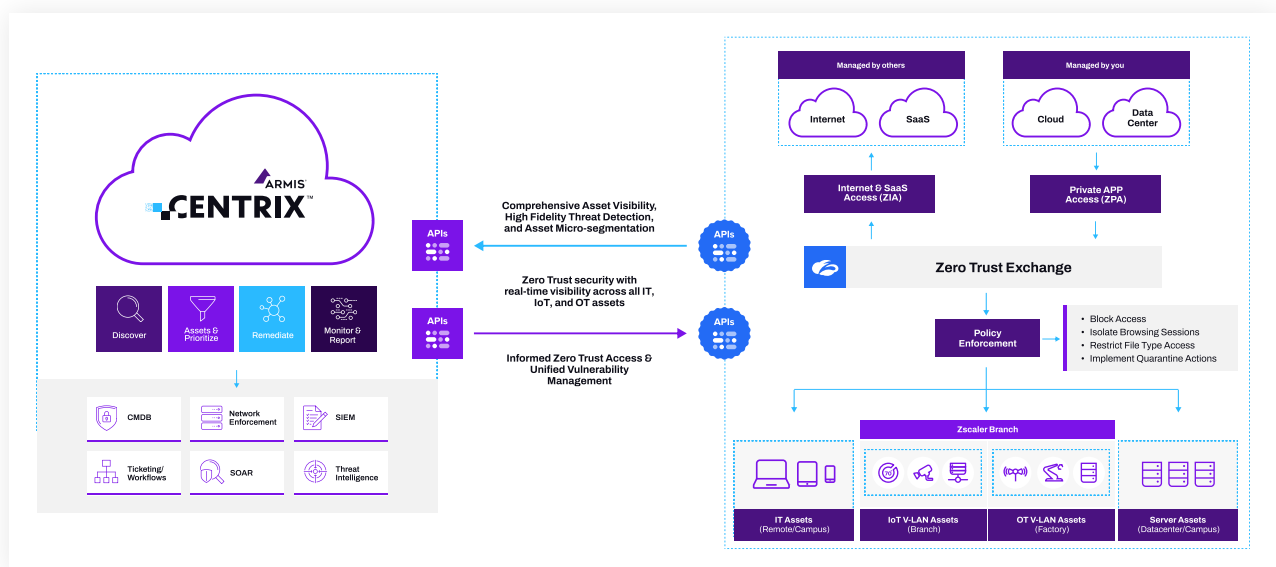 ARMIS®
CENTRIX™
Discover
Assets &
Prioritize
Remediate
Monitor &
Report
CMDB
Network
Enforcement
SIEM
Ticketing/
Workflows
SOAR
Threat
Intelligence
APIs
APIs
Comprehensive Asset Visibility,
High Fidelity Threat Detection,
and Asset Micro-segmentation
Zero Trust security with
real-time visibility across all IT,
IoT, and OT assets
Informed Zero Trust Access &
Unified Vulnerability
Management
APIs
APIs
Managed by others
Internet
SaaS
Managed by you
Cloud
Data
Center
Internet & SaaS
Access (ZIA)
Private APP
Access (ZPA)
Zero Trust Exchange
Policy
Enforcement
• Block Access
• Isolate Browsing Sessions
• Restrict File Type Access
• Implement Quarantine Actions
Zscaler Branch
70
IT Assets
(Remote/Campus)
IoT V-LAN Assets
(Branch)
OT V-LAN Assets
(Factory)
Server Assets
(Datacenter/Campus)